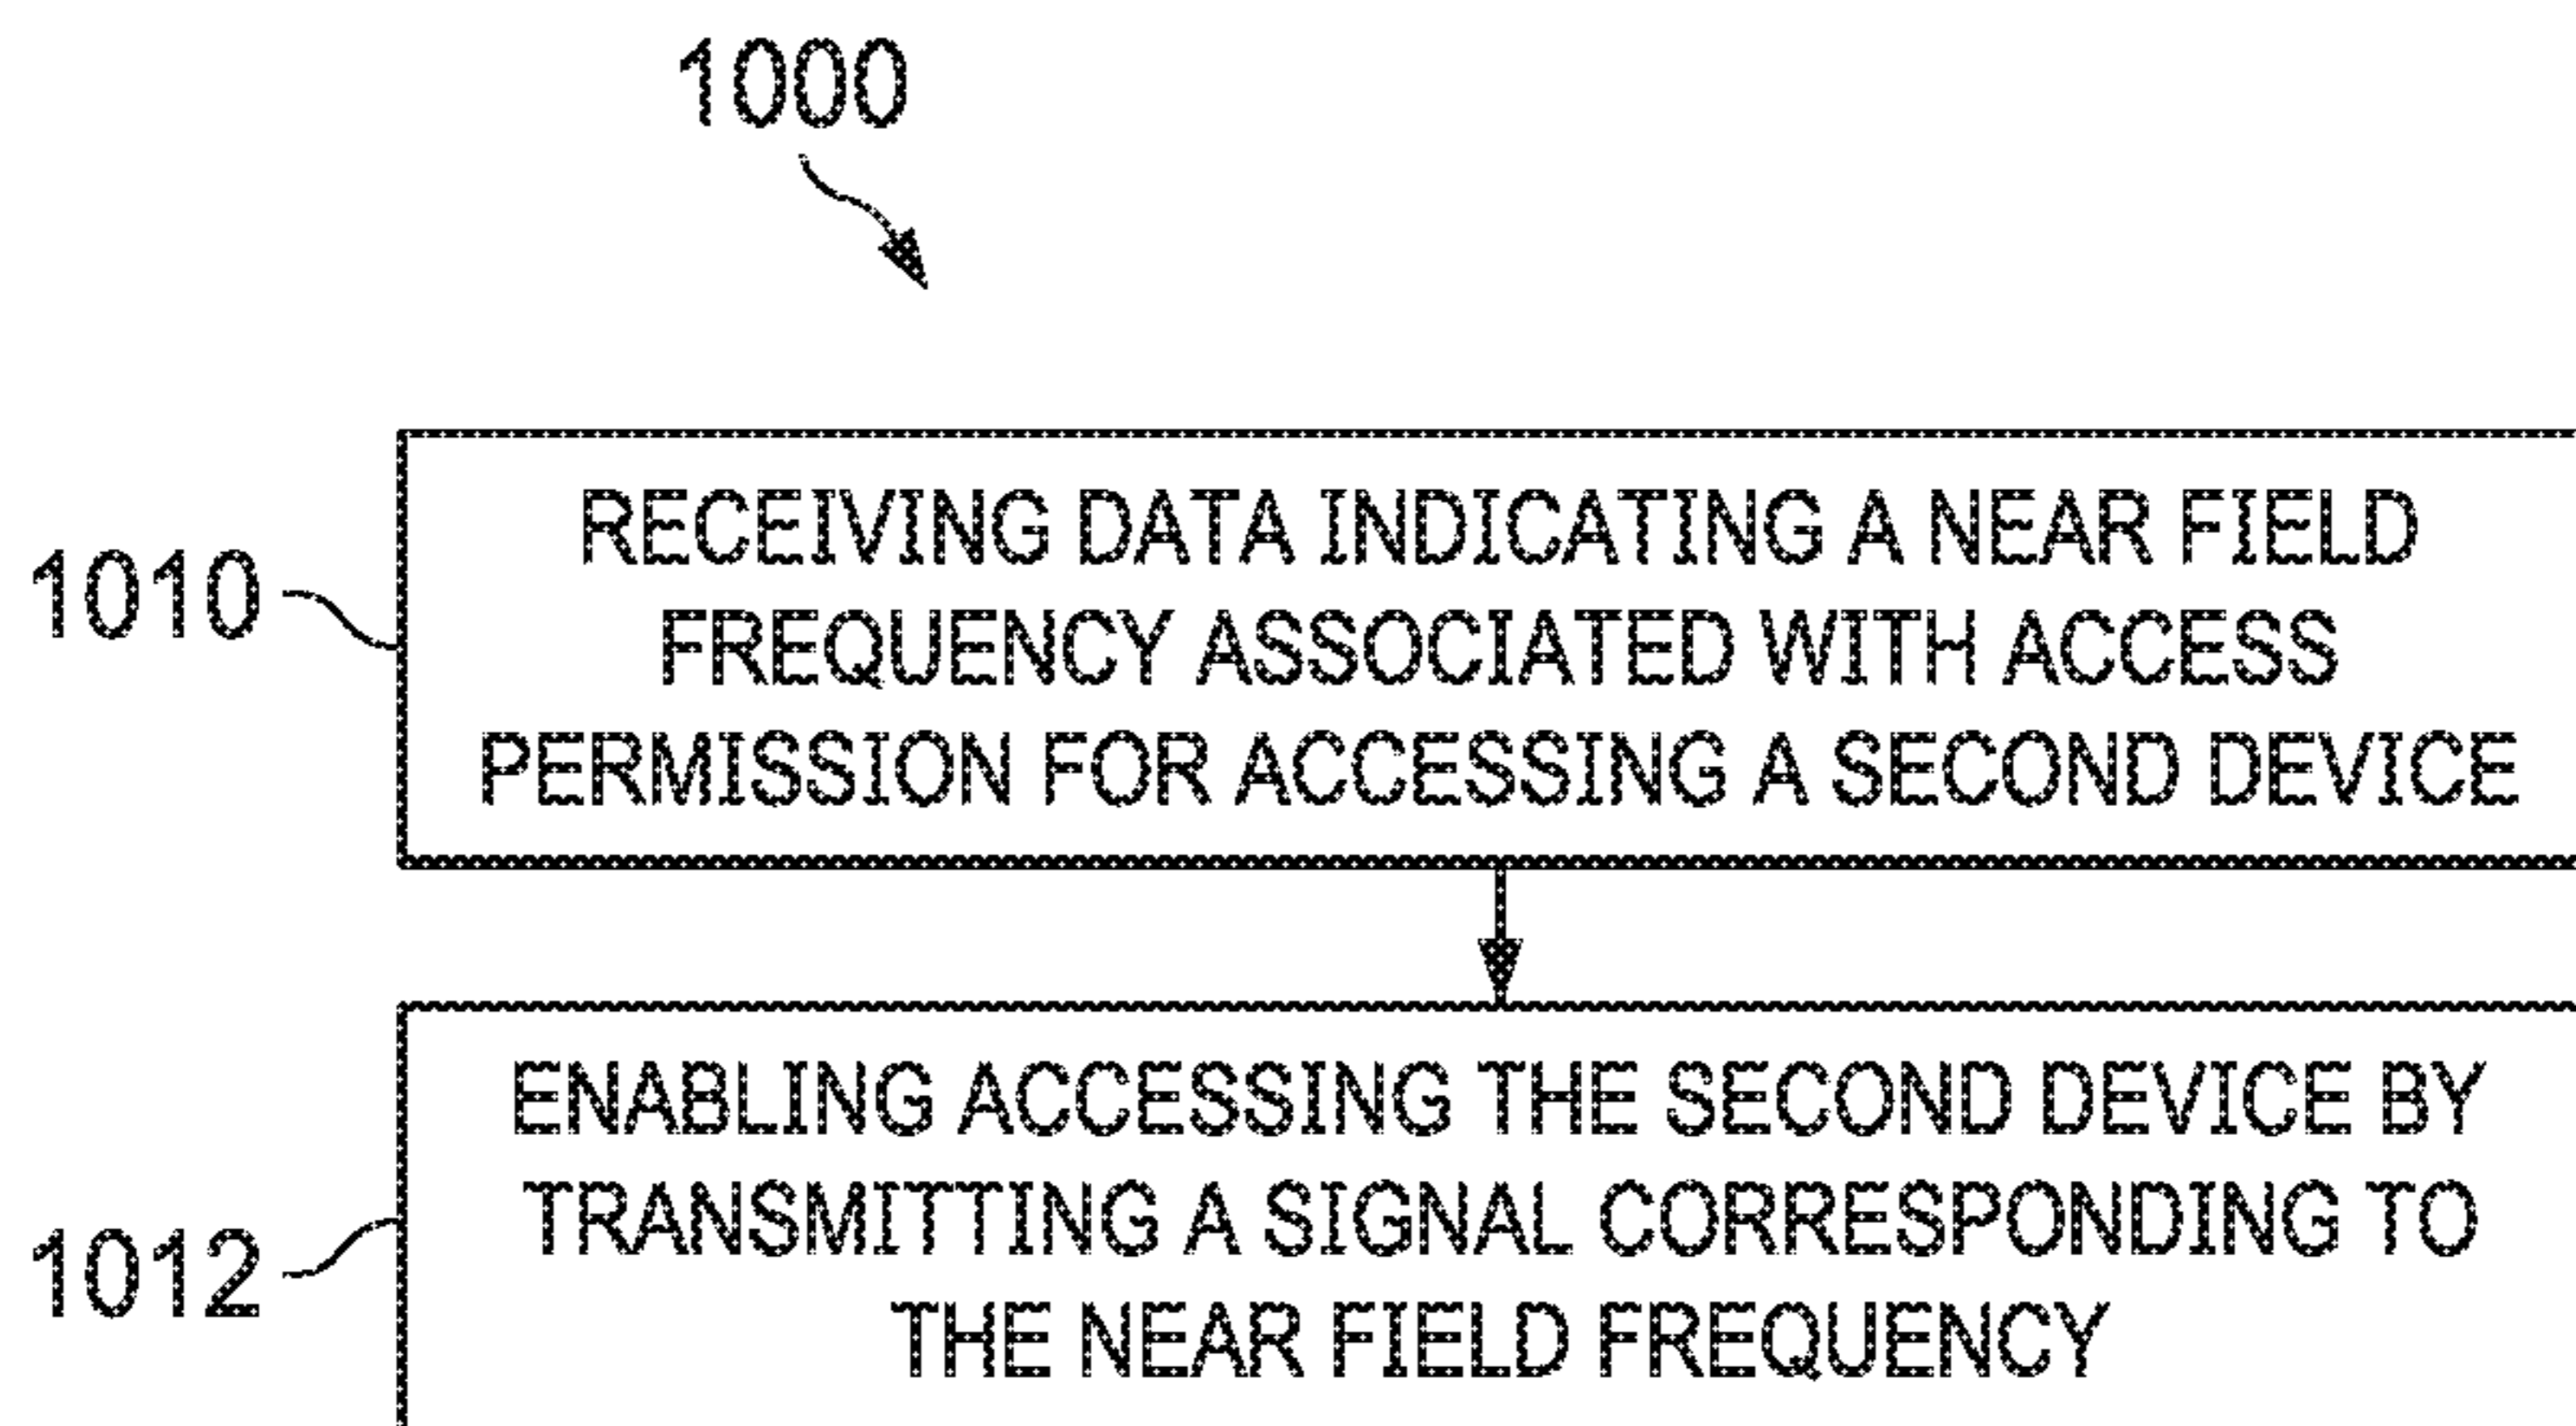 1000
1010
RECEIVING DATA INDICATING A NEAR FIELD
FREQUENCY ASSOCIATED WITH ACCESS
PERMISSION FOR ACCESSING A SECOND DEVICE
1012
ENABLING ACCESSING THE SECOND DEVICE BY
TRANSMITTING A SIGNAL CORRESPONDING TO
THE NEAR FIELD FREQUENCY